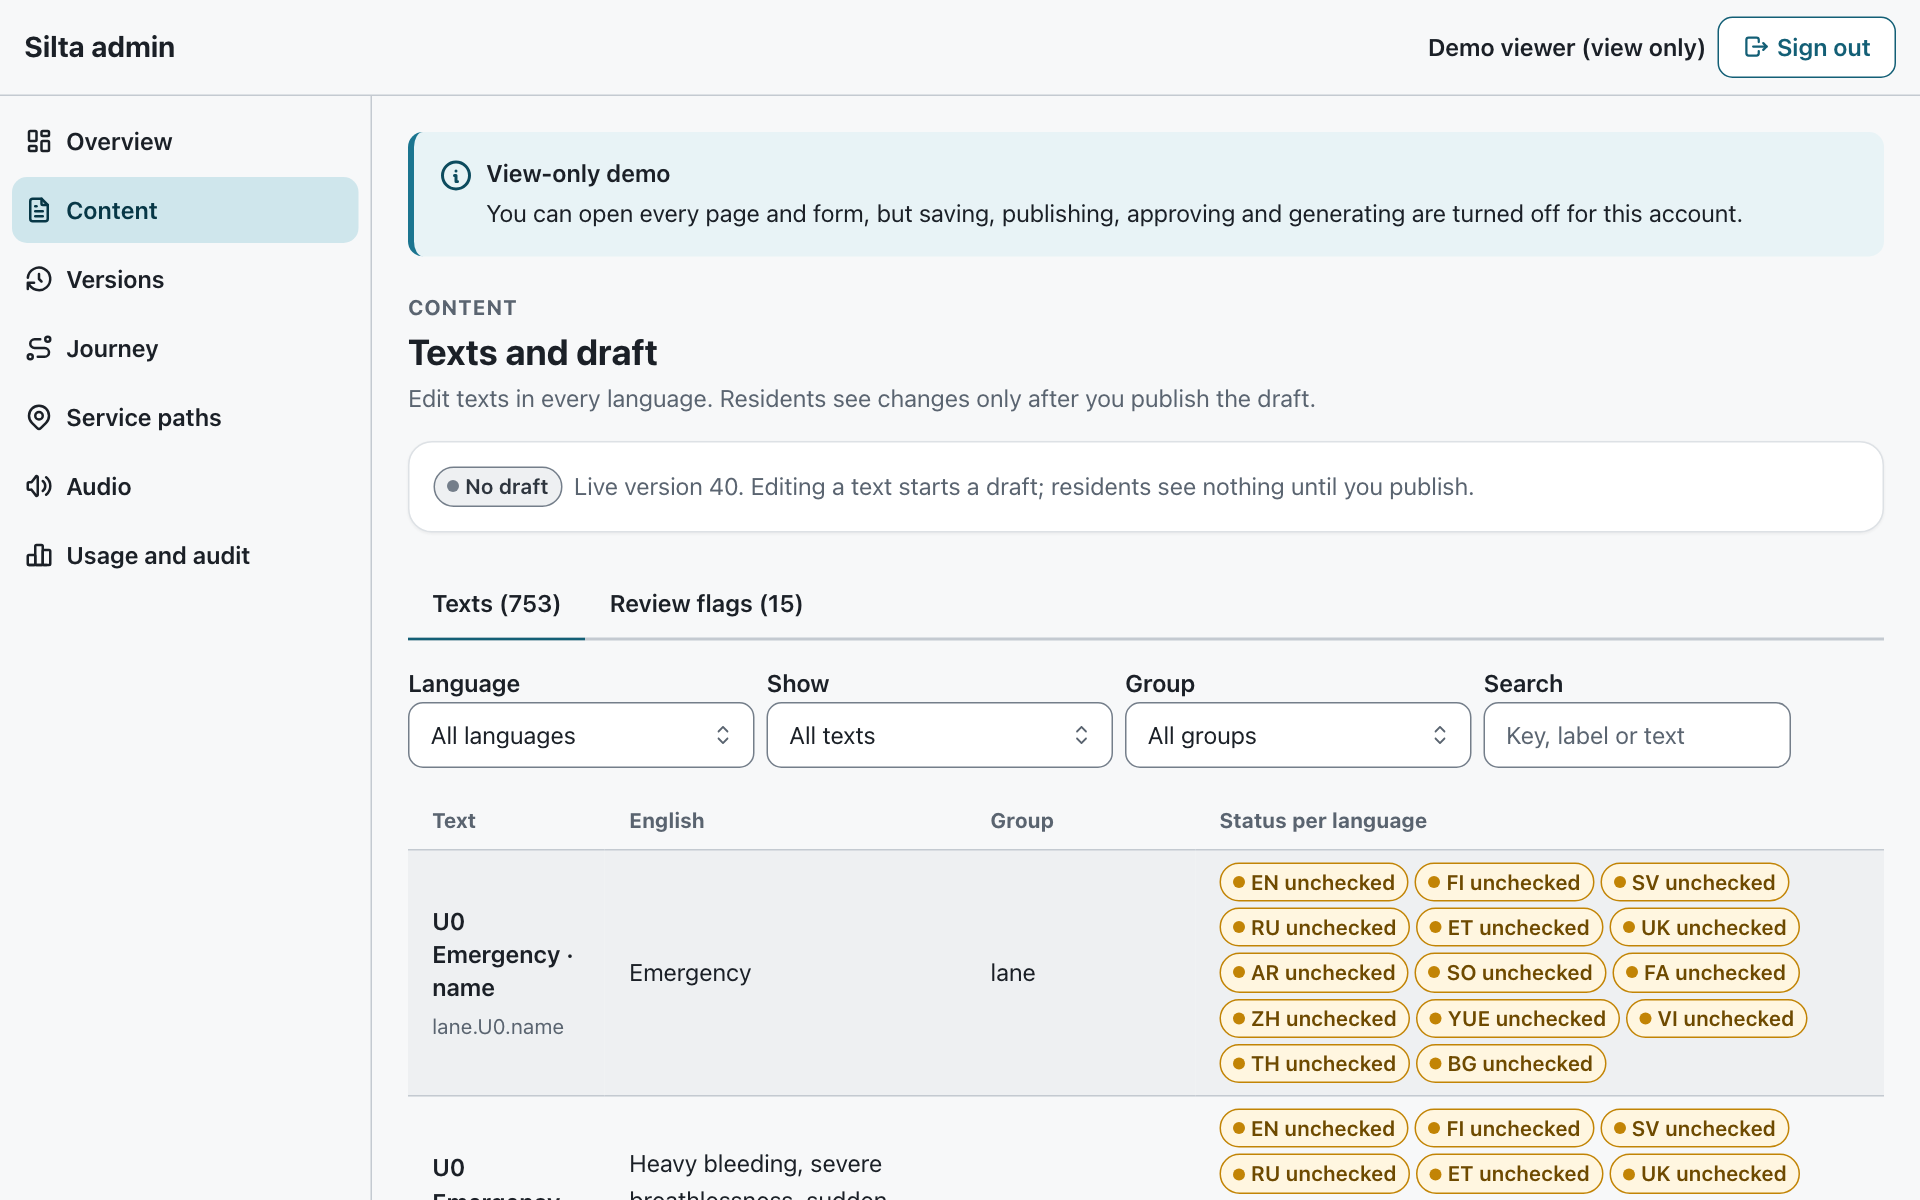 Silta admin
Demo viewer (view only)
Sign out
Overview
Content
Versions
Journey
Service paths
Audio
Usage and audit
View-only demo
You can open every page and form, but saving, publishing, approving and generating are turned off for this account.
CONTENT
Texts and draft
Edit texts in every language. Residents see changes only after you publish the draft.
No draft
Live version 40. Editing a text starts a draft; residents see nothing until you publish.
Texts (753)
Review flags (15)
Language
Show
Group
Search
All languages
All texts
All groups
Key, label or text
Text
English
Group
Status per language
U0
Emergency ·
name
lane.U0.name
Emergency
lane
EN unchecked
FI unchecked
SV unchecked
RU unchecked
ET unchecked
UK unchecked
AR unchecked
SO unchecked
FA unchecked
ZH unchecked
YUE unchecked
VI unchecked
TH unchecked
BG unchecked
U0
Emergency
Heavy bleeding, severe
breathlessness, sudden
EN unchecked
FI unchecked
SV unchecked
RU unchecked
ET unchecked
UK unchecked